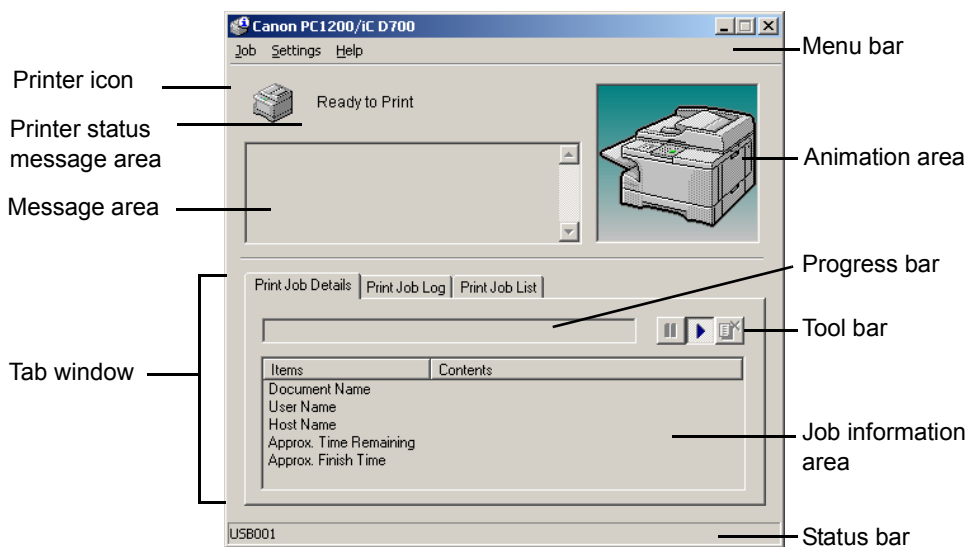 Canon PC1200/iC D700
Job Settings Help
Menu bar
Printer icon
Ready to Print
Printer status
message area
Animation area
Message area
Progress bar
Print Job Details Print Job Log Print Job List
Tool bar
Tab window
Items Contents
Document Name
User Name
Host Name
Approx. Time Remaining
Approx. Finish Time
Job information
area
USB001
Status bar